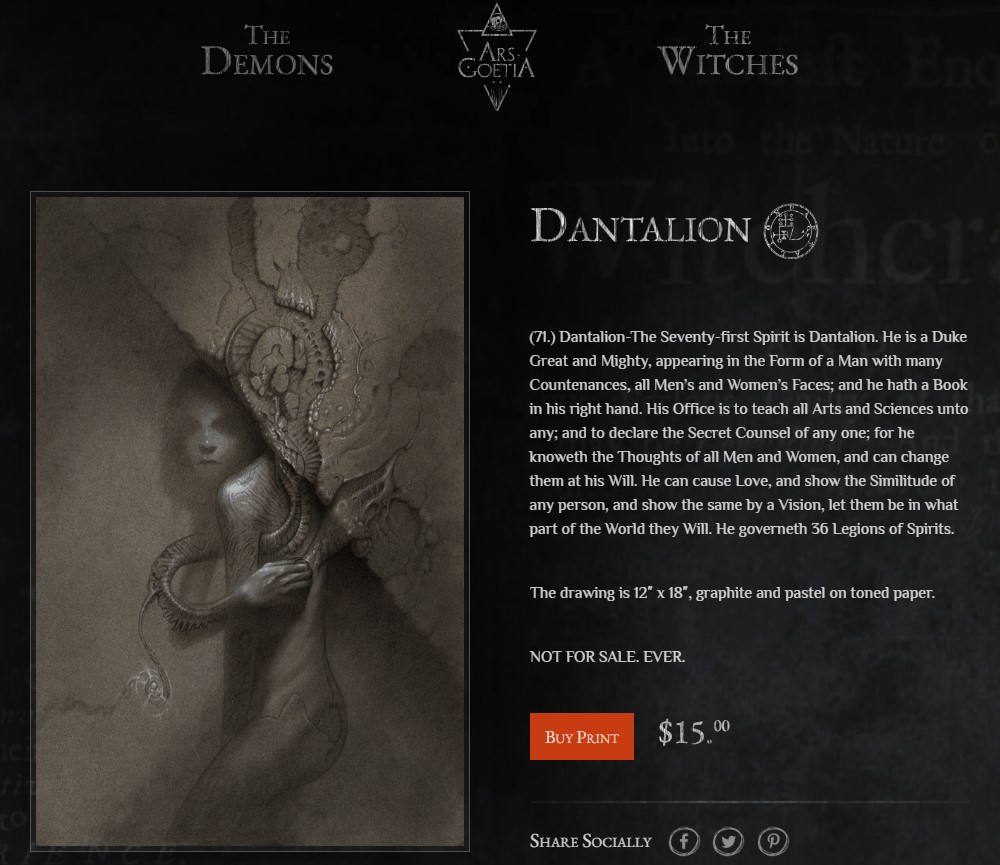 The
Demons
Ars
Goetia
The
Witches
Into the Nature
Witchcra
Dantalion
(71.) Dantalion-The Seventy-first Spirit is Dantalion. He is a Duke
Great and Mighty, appearing in the Form of a Man with many
Countenances, all Men’s and Women’s Faces; and he hath a Book
in his right hand. His Office is to teach all Arts and Sciences unto
any; and to declare the Secret Counsel of any one; for he
knoweth the Thoughts of all Men and Women, and can change
them at his Will. He can cause Love, and show the Similitude of
any person, and show the same by a Vision, let them be in what
part of the World they Will. He governeth 36 Legions of Spirits.
The drawing is 12″ x 18″, graphite and pastel on toned paper.
NOT FOR SALE. EVER.
Buy Print
$15.00
Share Socially